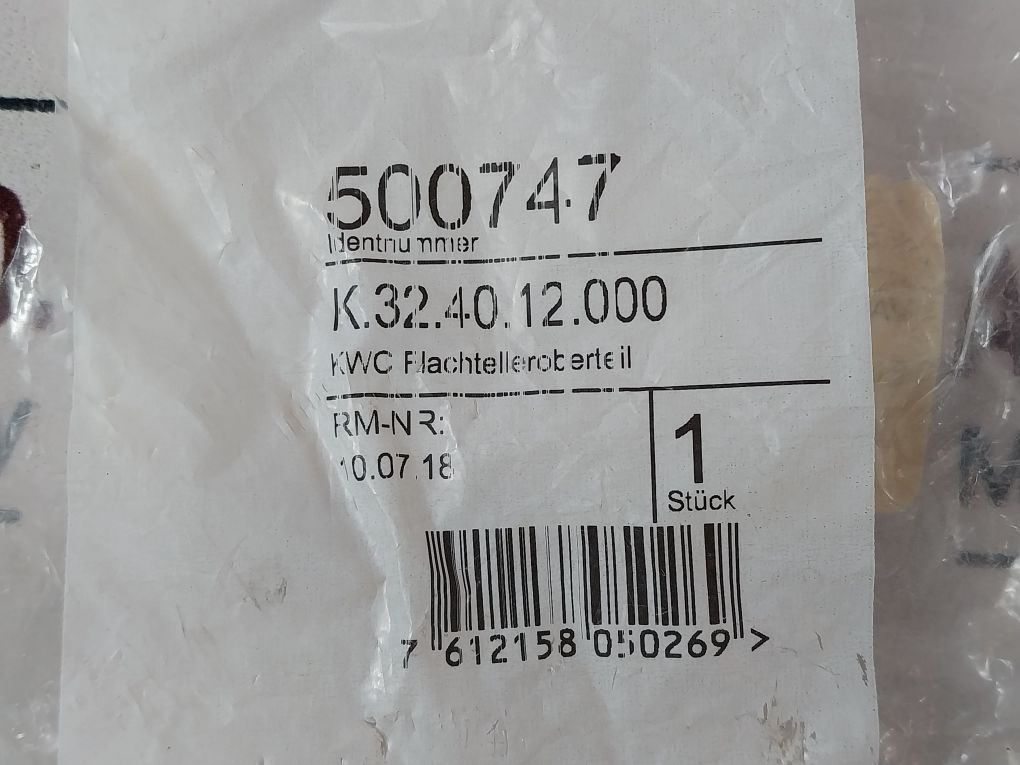 500747
Identnummer
K.32.40.12.000
KWC Flachtelleroberteil
RM-NR:
10.07.18
1
Stück
7 612158 050269 >